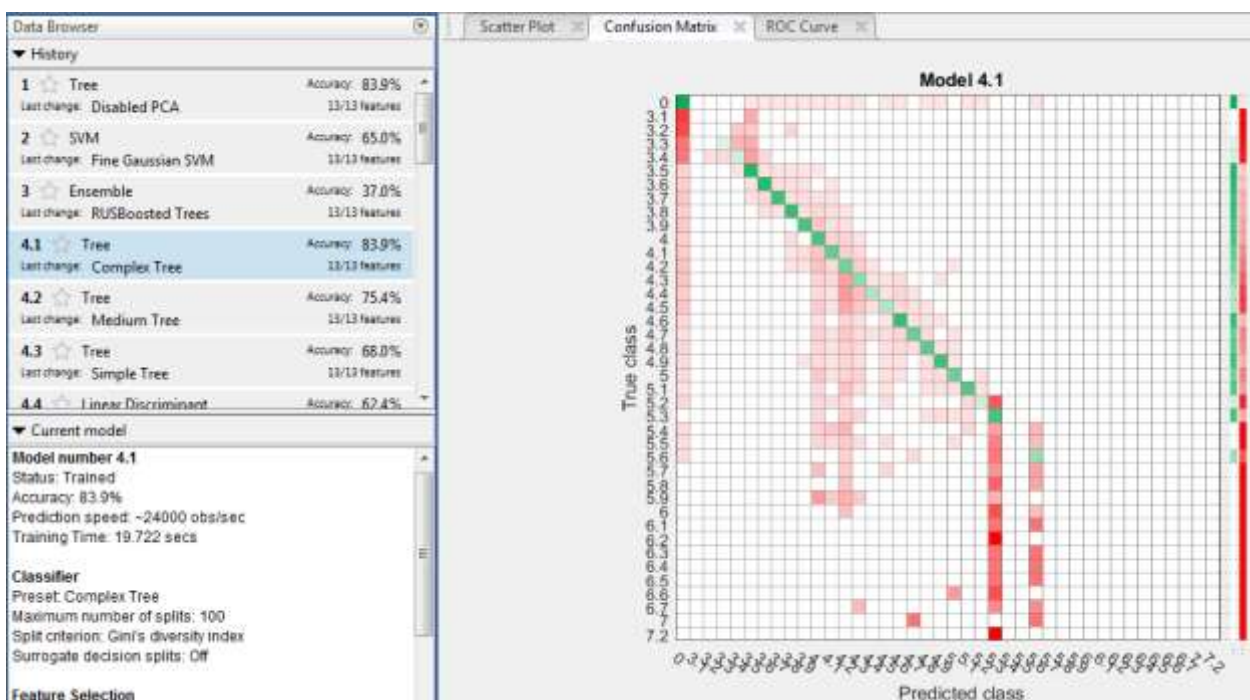 Data Browser
History
1 Tree Accuracy: 83.9%
Last change: Disabled PCA 13/13 features
2 SVM Accuracy: 65.0%
Last change: Fine Gaussian SVM 13/13 features
3 Ensemble Accuracy: 37.0%
Last change: RUSBoosted Trees 13/13 features
4.1 Tree Accuracy: 83.9%
Last change: Complex Tree 13/13 features
4.2 Tree Accuracy: 75.4%
Last change: Medium Tree 13/13 features
4.3 Tree Accuracy: 68.0%
Last change: Simple Tree 13/13 features
4.4 Linear Discriminant Accuracy: 62.4%
Current model
Model number 4.1
Status: Trained
Accuracy: 83.9%
Prediction speed: ~24000 obs/sec
Training Time: 19.722 secs
Classifier
Preset: Complex Tree
Maximum number of splits: 100
Split criterion: Gini's diversity index
Surrogate decision splits: Off
Feature Selection
Scatter Plot Confusion Matrix ROC Curve
Model 4.1
True class
0
3.1
3.2
3.3
3.4
3.5
3.6
3.7
3.8
3.9
4
4.1
4.2
4.3
4.4
4.5
4.6
4.7
4.8
4.9
5
5.1
5.2
5.3
5.4
5.5
5.6
5.7
5.8
5.9
6
6.1
6.2
6.3
6.4
6.5
6.6
6.7
7
7.2
Predicted class